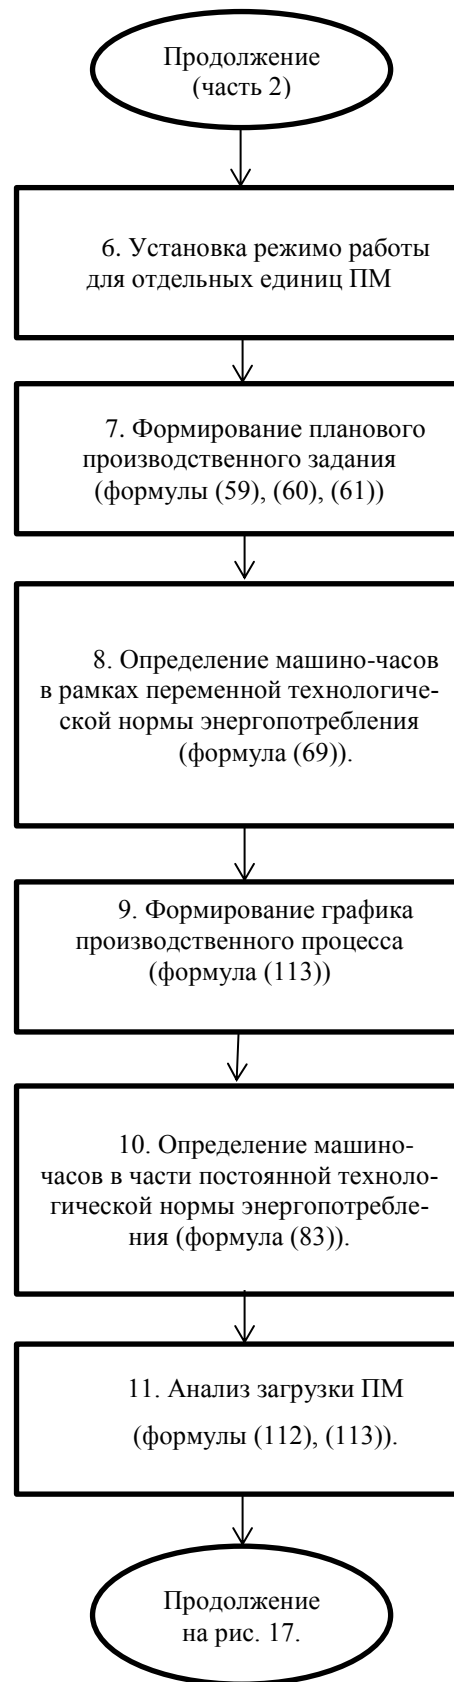 Продолжение
(часть 2)
6. Установка режимо работы
для отдельных единиц ПМ
7. Формирование планового
производственного задания
(формулы (59), (60), (61))
8. Определение машино-часов
в рамках переменной технологиче-
ской нормы энергопотребления
(формула (69)).
9. Формирование графика
производственного процесса
(формула (113))
10. Определение машино-
часов в части постоянной техноло-
гической нормы энергопотребле-
ния (формула (83)).
11. Анализ загрузки ПМ
(формулы (112), (113)).
Продолжение
на рис. 17.